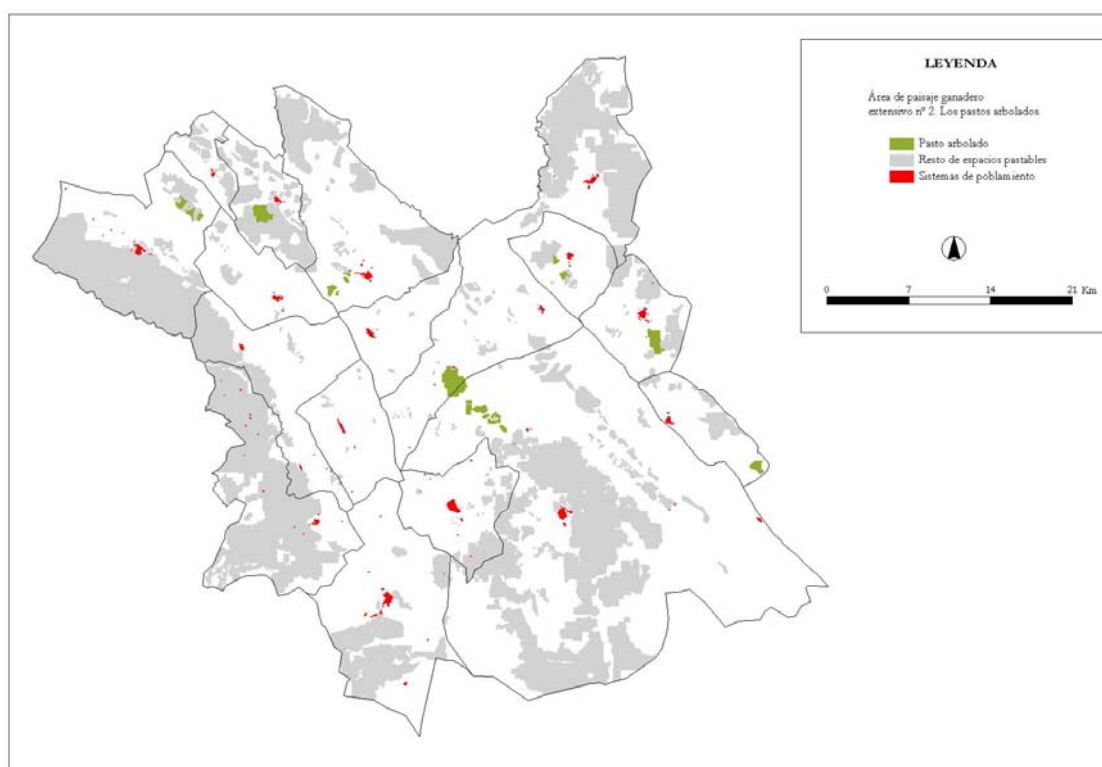 LEYENDA
Área de paisaje ganadero
extensivo nº 2. Los pastos arbolados.
Pasto arbolado
Resto de espacios pastables
Sistemas de poblamiento
0 7 14 21 Km